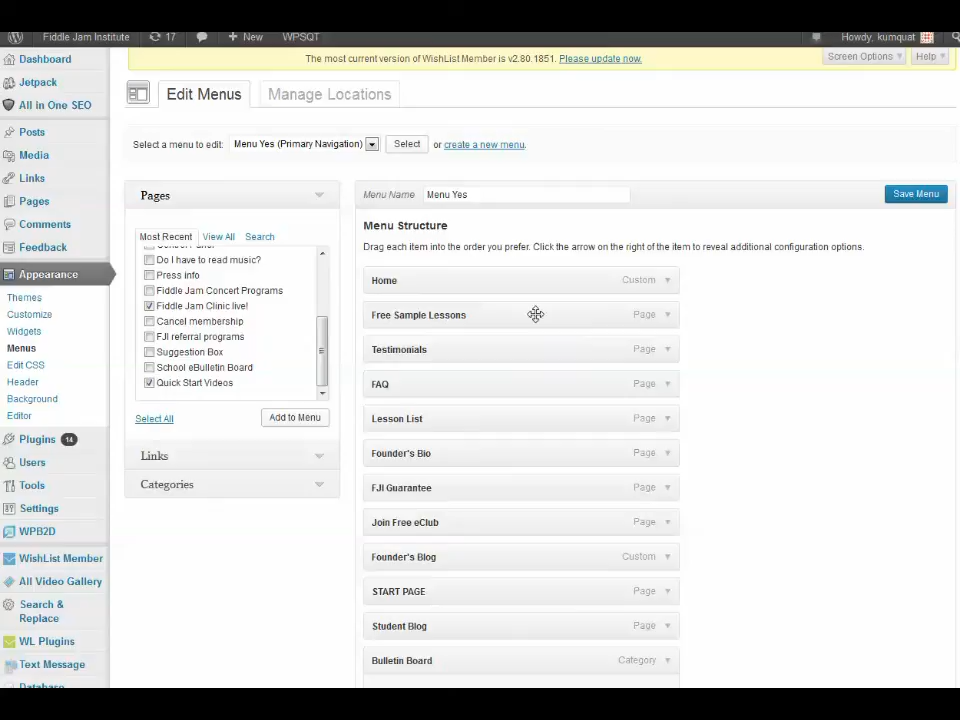 Fiddle Jam Institute 17 + New WPSQT Howdy, kumquat
The most current version of WishList Member is v2.80.1851. Please update now.
Screen Options Help
Dashboard
Jetpack
All in One SEO
Posts
Media
Links
Pages
Comments
Feedback
Appearance
Themes
Customize
Widgets
Menus
Edit CSS
Header
Background
Editor
Plugins 14
Users
Tools
Settings
WPB2D
WishList Member
All Video Gallery
Search &
Replace
WL Plugins
Text Message
Database
Edit Menus Manage Locations
Select a menu to edit: Menu Yes (Primary Navigation) Select or create a new menu.
Pages
Most Recent View All Search
Do I have to read music?
Press info
Fiddle Jam Concert Programs
Fiddle Jam Clinic live!
Cancel membership
FJI referral programs
Suggestion Box
School eBulletin Board
Quick Start Videos
Select All Add to Menu
Links
Categories
Menu Name Menu Yes Save Menu
Menu Structure
Drag each item into the order you prefer. Click the arrow on the right of the item to reveal additional configuration options.
Home Custom
Free Sample Lessons Page
Testimonials Page
FAQ Page
Lesson List Page
Founder's Bio Page
FJI Guarantee Page
Join Free eClub Page
Founder's Blog Custom
START PAGE Page
Student Blog Page
Bulletin Board Category